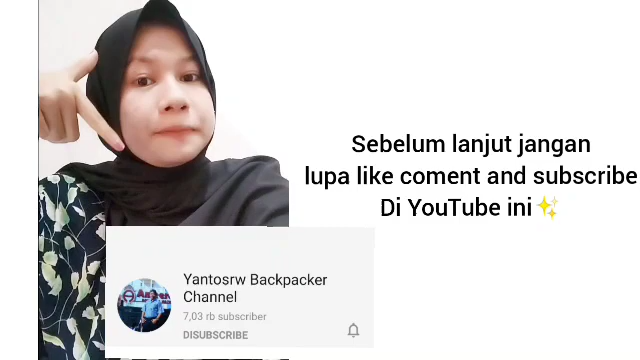 Sebelum lanjut jangan
lupa like coment and subscribe
Di YouTube ini✨
Yantosrw Backpacker
Channel
7,03 rb subscriber
DISUBSCRIBE